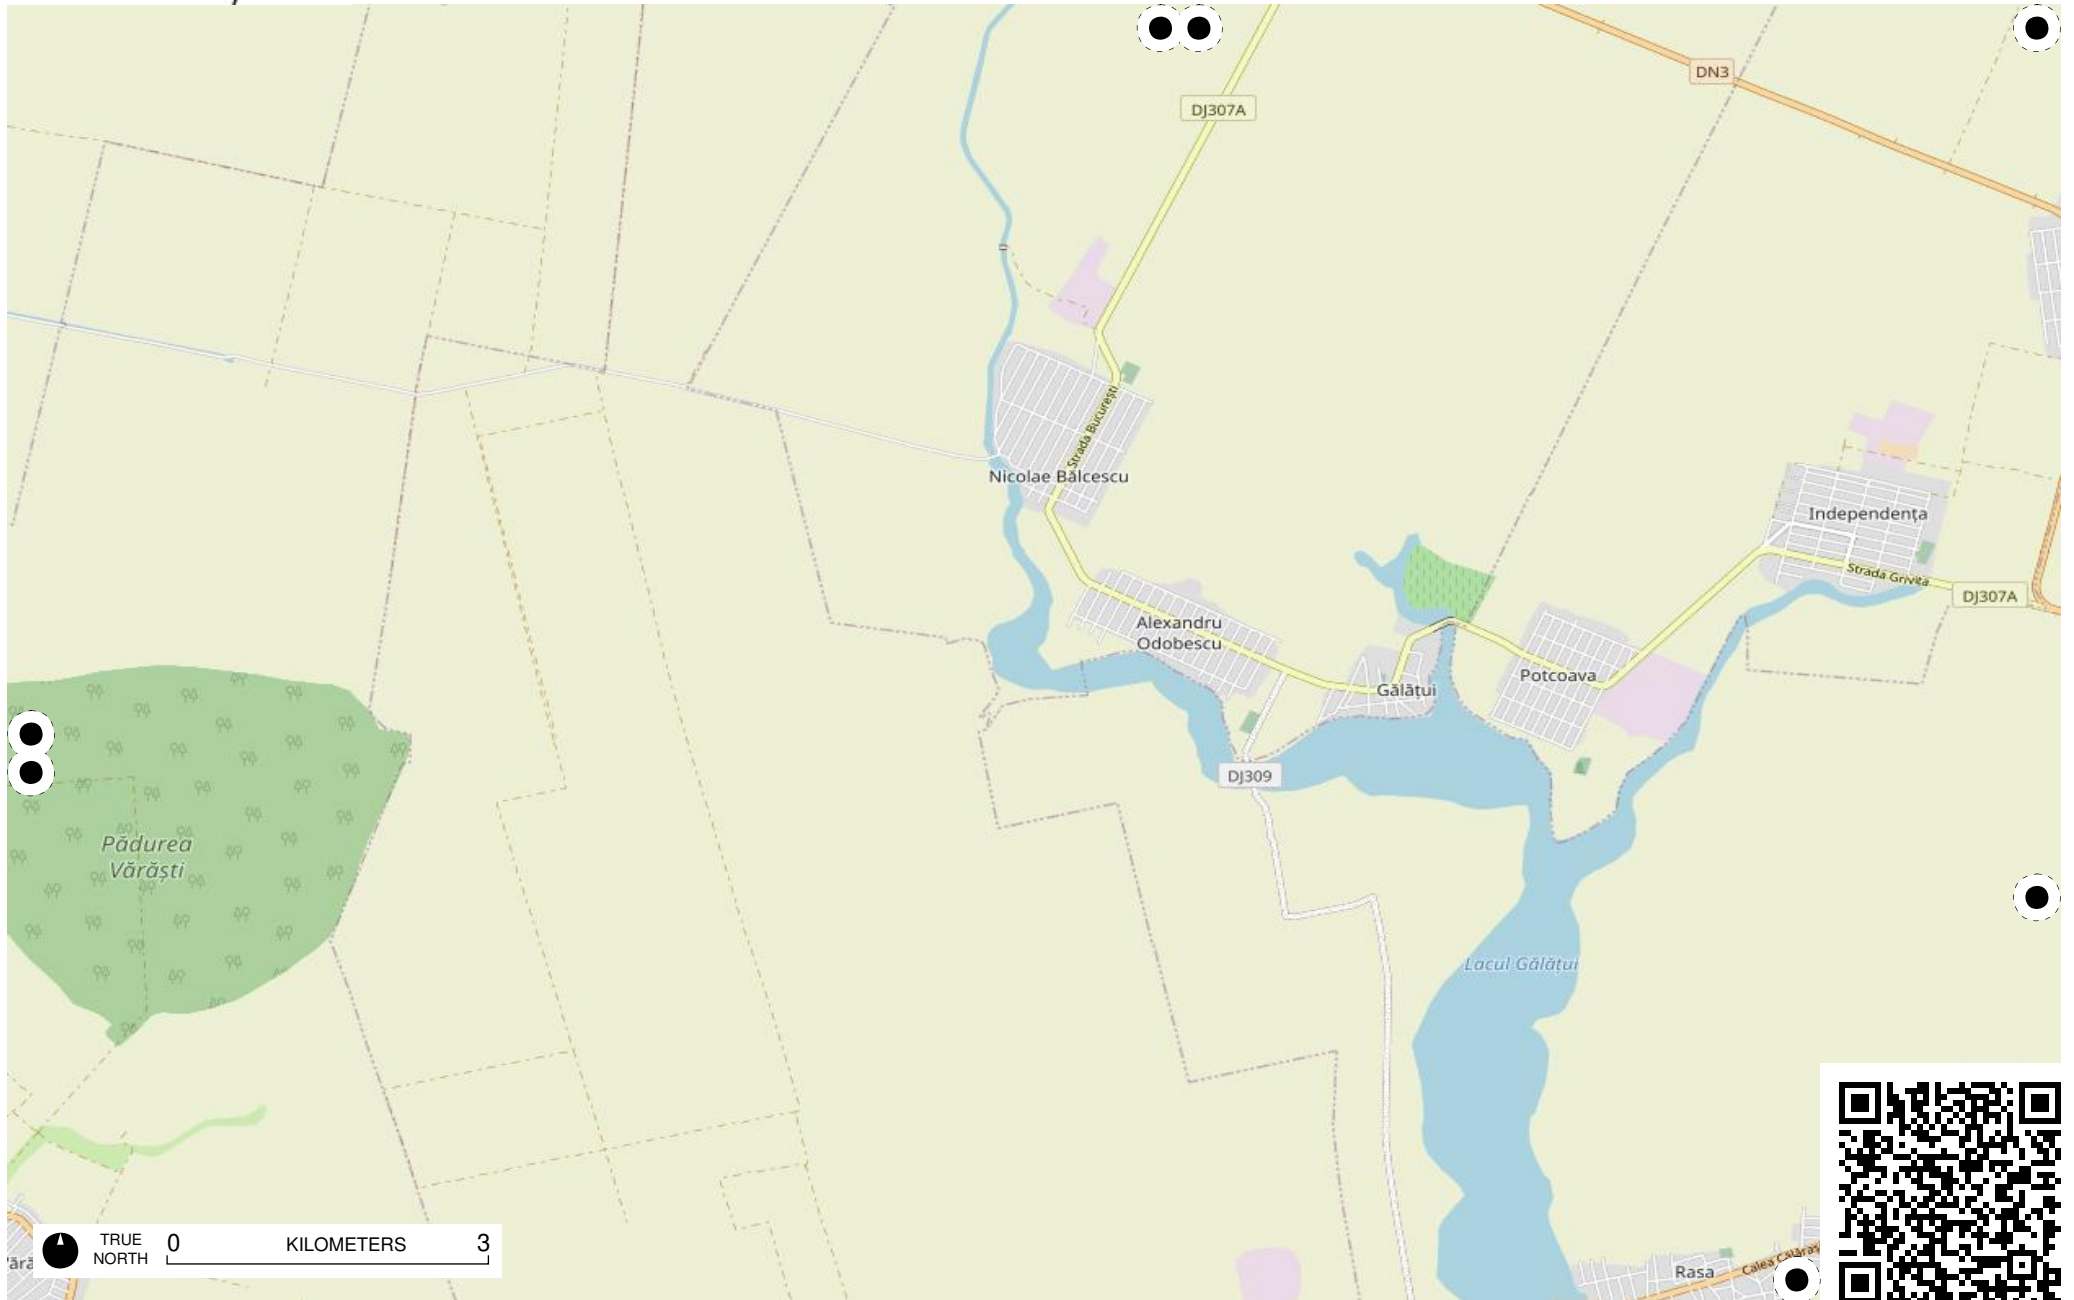 DN3
DJ307A
Strada București
Nicolae Bălcescu
Independența
Strada Grivița
DJ307A
Alexandru
Odobescu
Potcoava
Gălățui
DJ309
Pădurea
Vărăști
Lacul Gălățui
TRUE
NORTH
0 KILOMETERS 3
Rasa